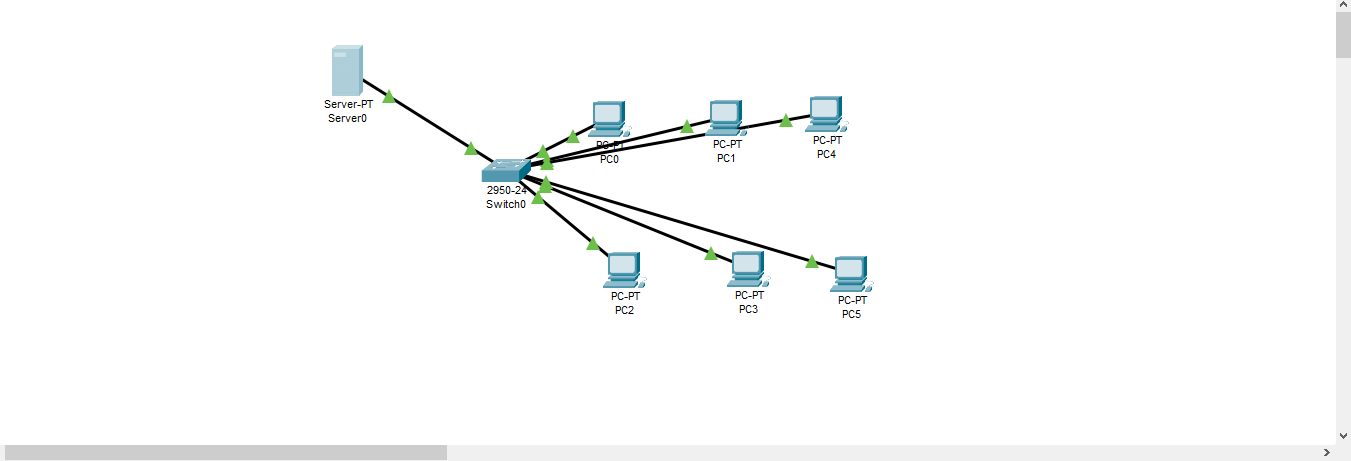 Server-PT
Server0
PC-PT
PC0
PC-PT
PC1
PC-PT
PC4
2950-24
Switch0
PC-PT
PC2
PC-PT
PC3
PC-PT
PC5